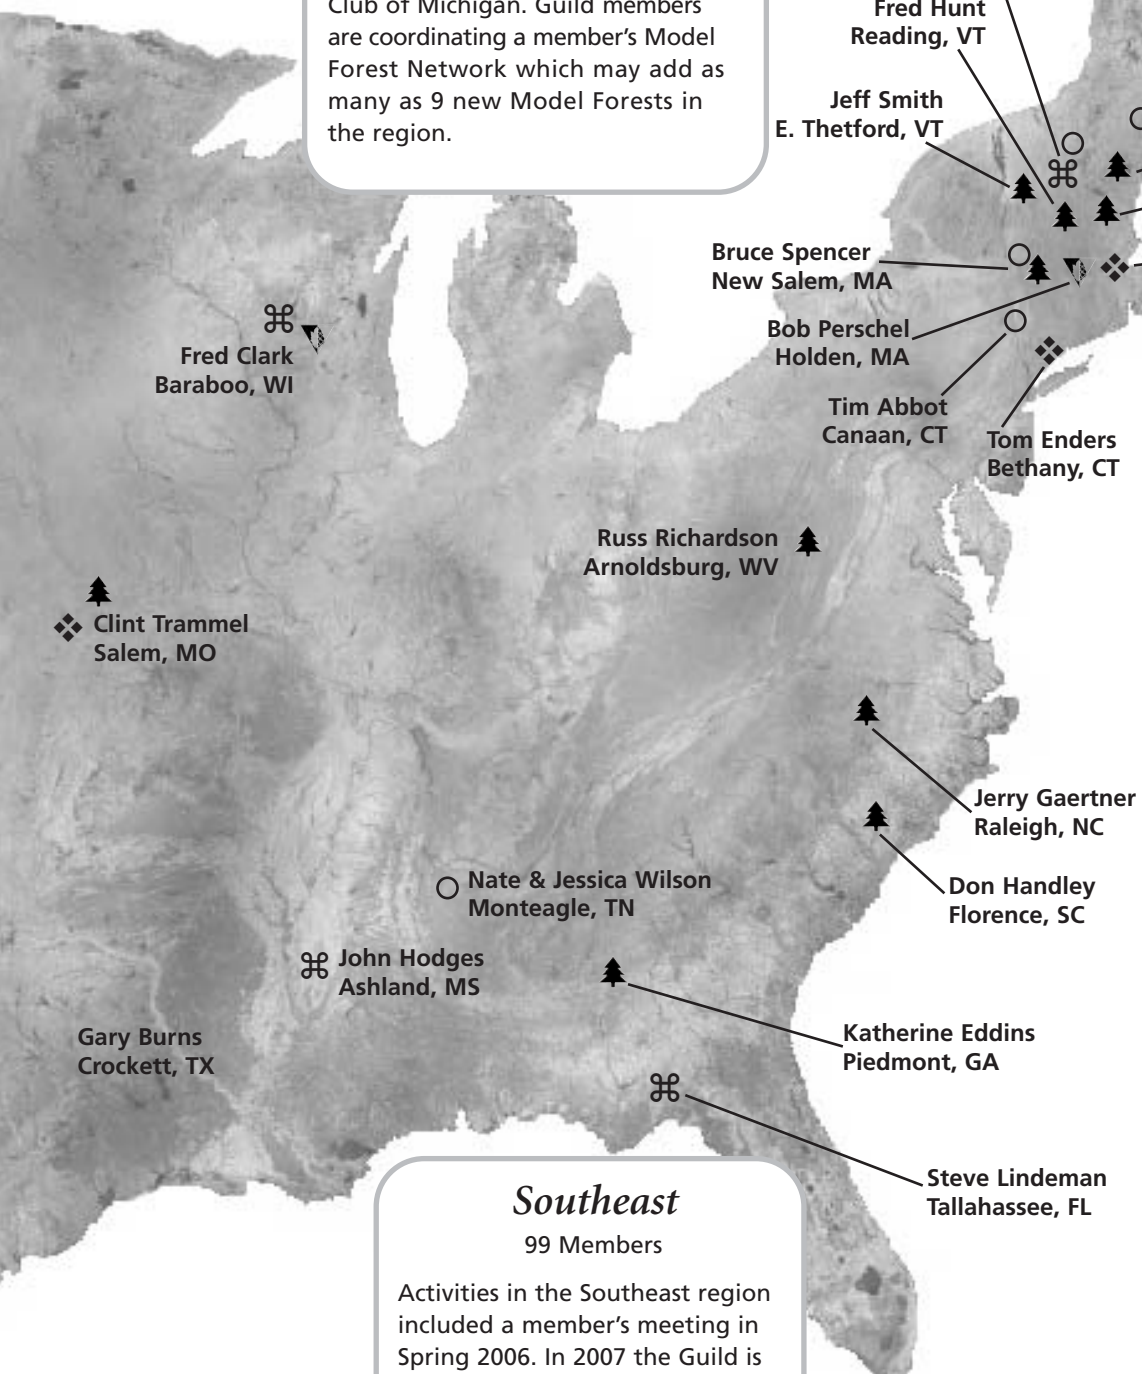 Club of Michigan. Guild members
are coordinating a member's Model
Forest Network which may add as
many as 9 new Model Forests in
the region.
Fred Hunt
Reading, VT
Jeff Smith
E. Thetford, VT
Bruce Spencer
New Salem, MA
Bob Perschel
Holden, MA
Tim Abbot
Canaan, CT
Tom Enders
Bethany, CT
Fred Clark
Baraboo, WI
Russ Richardson
Arnoldsburg, WV
Clint Trammel
Salem, MO
Jerry Gaertner
Raleigh, NC
Don Handley
Florence, SC
Nate & Jessica Wilson
Monteagle, TN
John Hodges
Ashland, MS
Gary Burns
Crockett, TX
Katherine Eddins
Piedmont, GA
Steve Lindeman
Tallahassee, FL
Southeast
99 Members
Activities in the Southeast region
included a member's meeting in
Spring 2006. In 2007 the Guild is